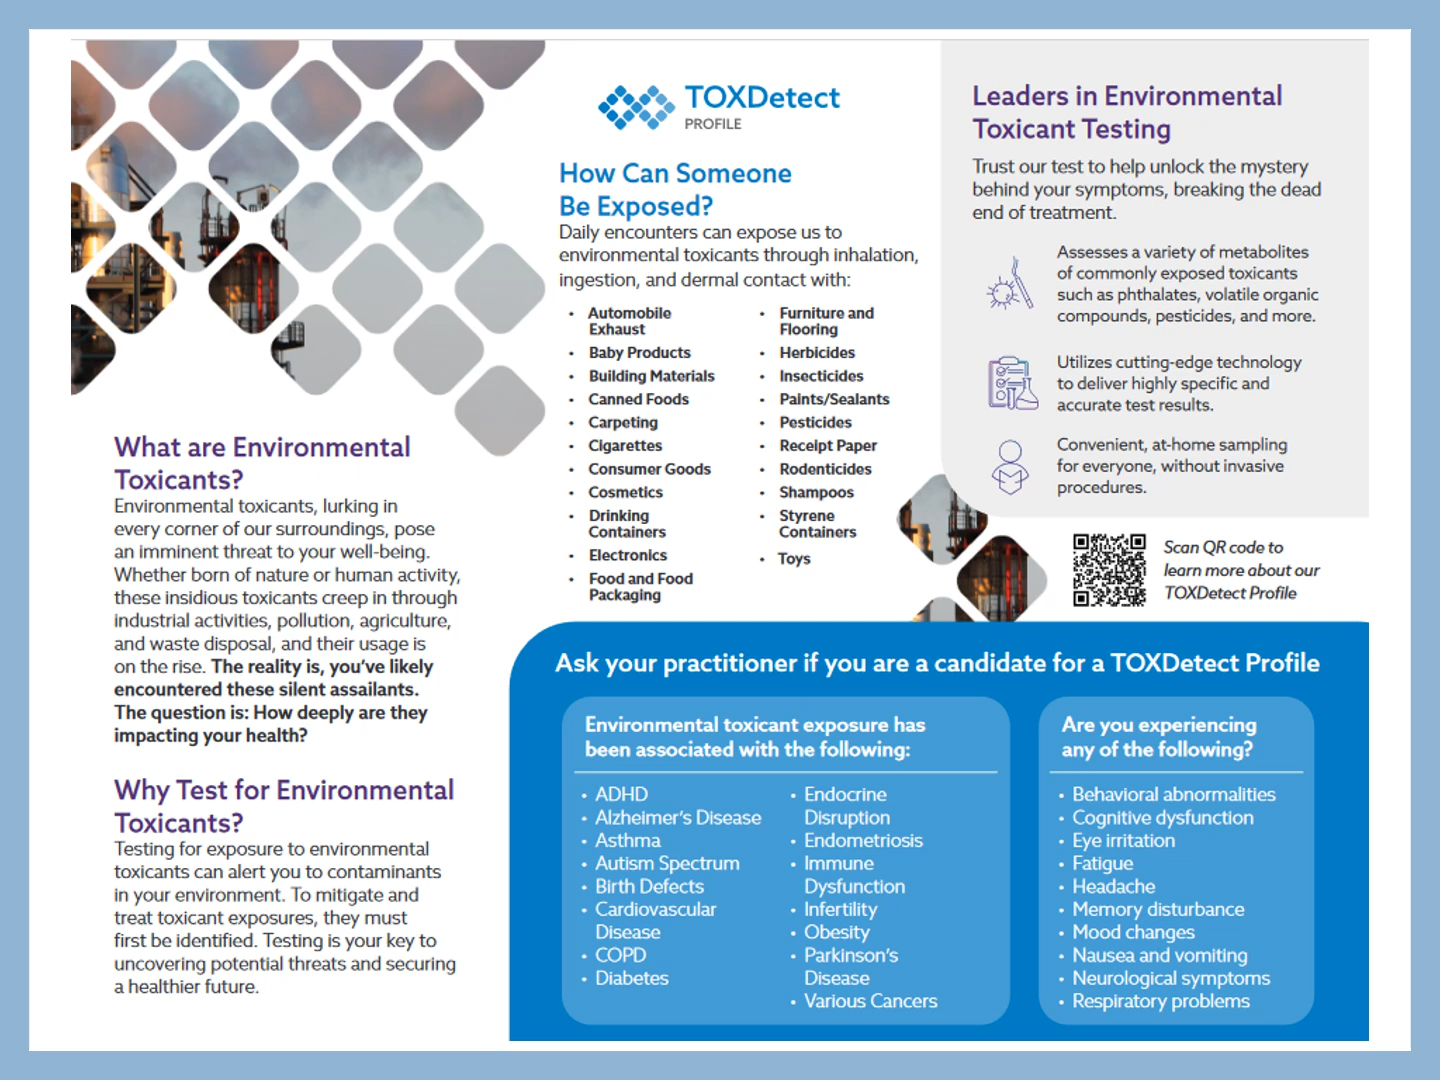 What are Environmental
Toxicants?
Environmental toxicants, lurking in
every corner of our surroundings, pose
an imminent threat to your well-being.
Whether born of nature or human activity,
these insidious toxicants creep in through
industrial activities, pollution, agriculture,
and waste disposal, and their usage is
on the rise. The reality is, you've likely
encountered these silent assailants.
The question is: How deeply are they
impacting your health?
Why Test for Environmental
Toxicants?
Testing for exposure to environmental
toxicants can alert you to contaminants
in your environment. To mitigate and
treat toxicant exposures, they must
first be identified. Testing is your key to
uncovering potential threats and securing
a healthier future.
TOXDetect
PROFILE
How Can Someone
Be Exposed?
Daily encounters can expose us to
environmental toxicants through inhalation,
ingestion, and dermal contact with:
• Automobile
Exhaust
• Baby Products
• Building Materials
• Canned Foods
• Carpeting
• Cigarettes
• Consumer Goods
• Cosmetics
• Drinking
Containers
• Electronics
• Food and Food
Packaging
• Furniture and
Flooring
• Herbicides
• Insecticides
• Paints/Sealants
• Pesticides
• Receipt Paper
• Rodenticides
• Shampoos
• Styrene
Containers
• Toys
Leaders in Environmental
Toxicant Testing
Trust our test to help unlock the mystery
behind your symptoms, breaking the dead
end of treatment.
Assesses a variety of metabolites
of commonly exposed toxicants
such as phthalates, volatile organic
compounds, pesticides, and more.
Utilizes cutting-edge technology
to deliver highly specific and
accurate test results.
Convenient, at-home sampling
for everyone, without invasive
procedures.
Scan QR code to
learn more about our
TOXDetect Profile
Ask your practitioner if you are a candidate for a TOXDetect Profile
Environmental toxicant exposure has
been associated with the following:
• ADHD
• Alzheimer's Disease
• Asthma
• Autism Spectrum
• Birth Defects
• Cardiovascular
Disease
• COPD
• Diabetes
• Endocrine
Disruption
• Endometriosis
• Immune
Dysfunction
• Infertility
• Obesity
• Parkinson's
Disease
• Various Cancers
Are you experiencing
any of the following?
• Behavioral abnormalities
• Cognitive dysfunction
• Eye irritation
• Fatigue
• Headache
• Memory disturbance
• Mood changes
• Nausea and vomiting
• Neurological symptoms
• Respiratory problems